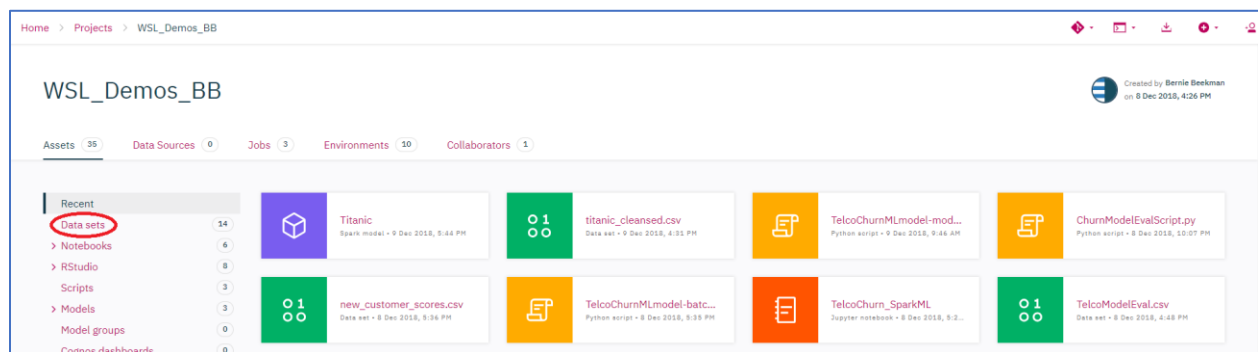 Home > Projects > WSL_Demos_BB
WSL_Demos_BB
Created by Bernie Beekman
on 8 Dec 2018, 4:26 PM
Assets 35 Data Sources 0 Jobs 3 Environments 10 Collaborators 1
Recent
Data sets 14
> Notebooks 6
> RStudio 8
Scripts 3
> Models 3
Model groups 0
Cognos dashboards 0
Titanic
Spark model • 9 Dec 2018, 5:44 PM
titanic_cleansed.csv
Data set • 9 Dec 2018, 4:31 PM
TelcoChurnMLmodel-mod...
Python script • 9 Dec 2018, 9:46 AM
ChurnModelEvalScript.py
Python script • 8 Dec 2018, 10:07 PM
new_customer_scores.csv
Data set • 8 Dec 2018, 5:36 PM
TelcoChurnMLmodel-batc...
Python script • 8 Dec 2018, 5:35 PM
TelcoChurn_SparkML
Jupyter notebook • 8 Dec 2018, 5:2...
TelcoModelEval.csv
Data set • 8 Dec 2018, 4:48 PM